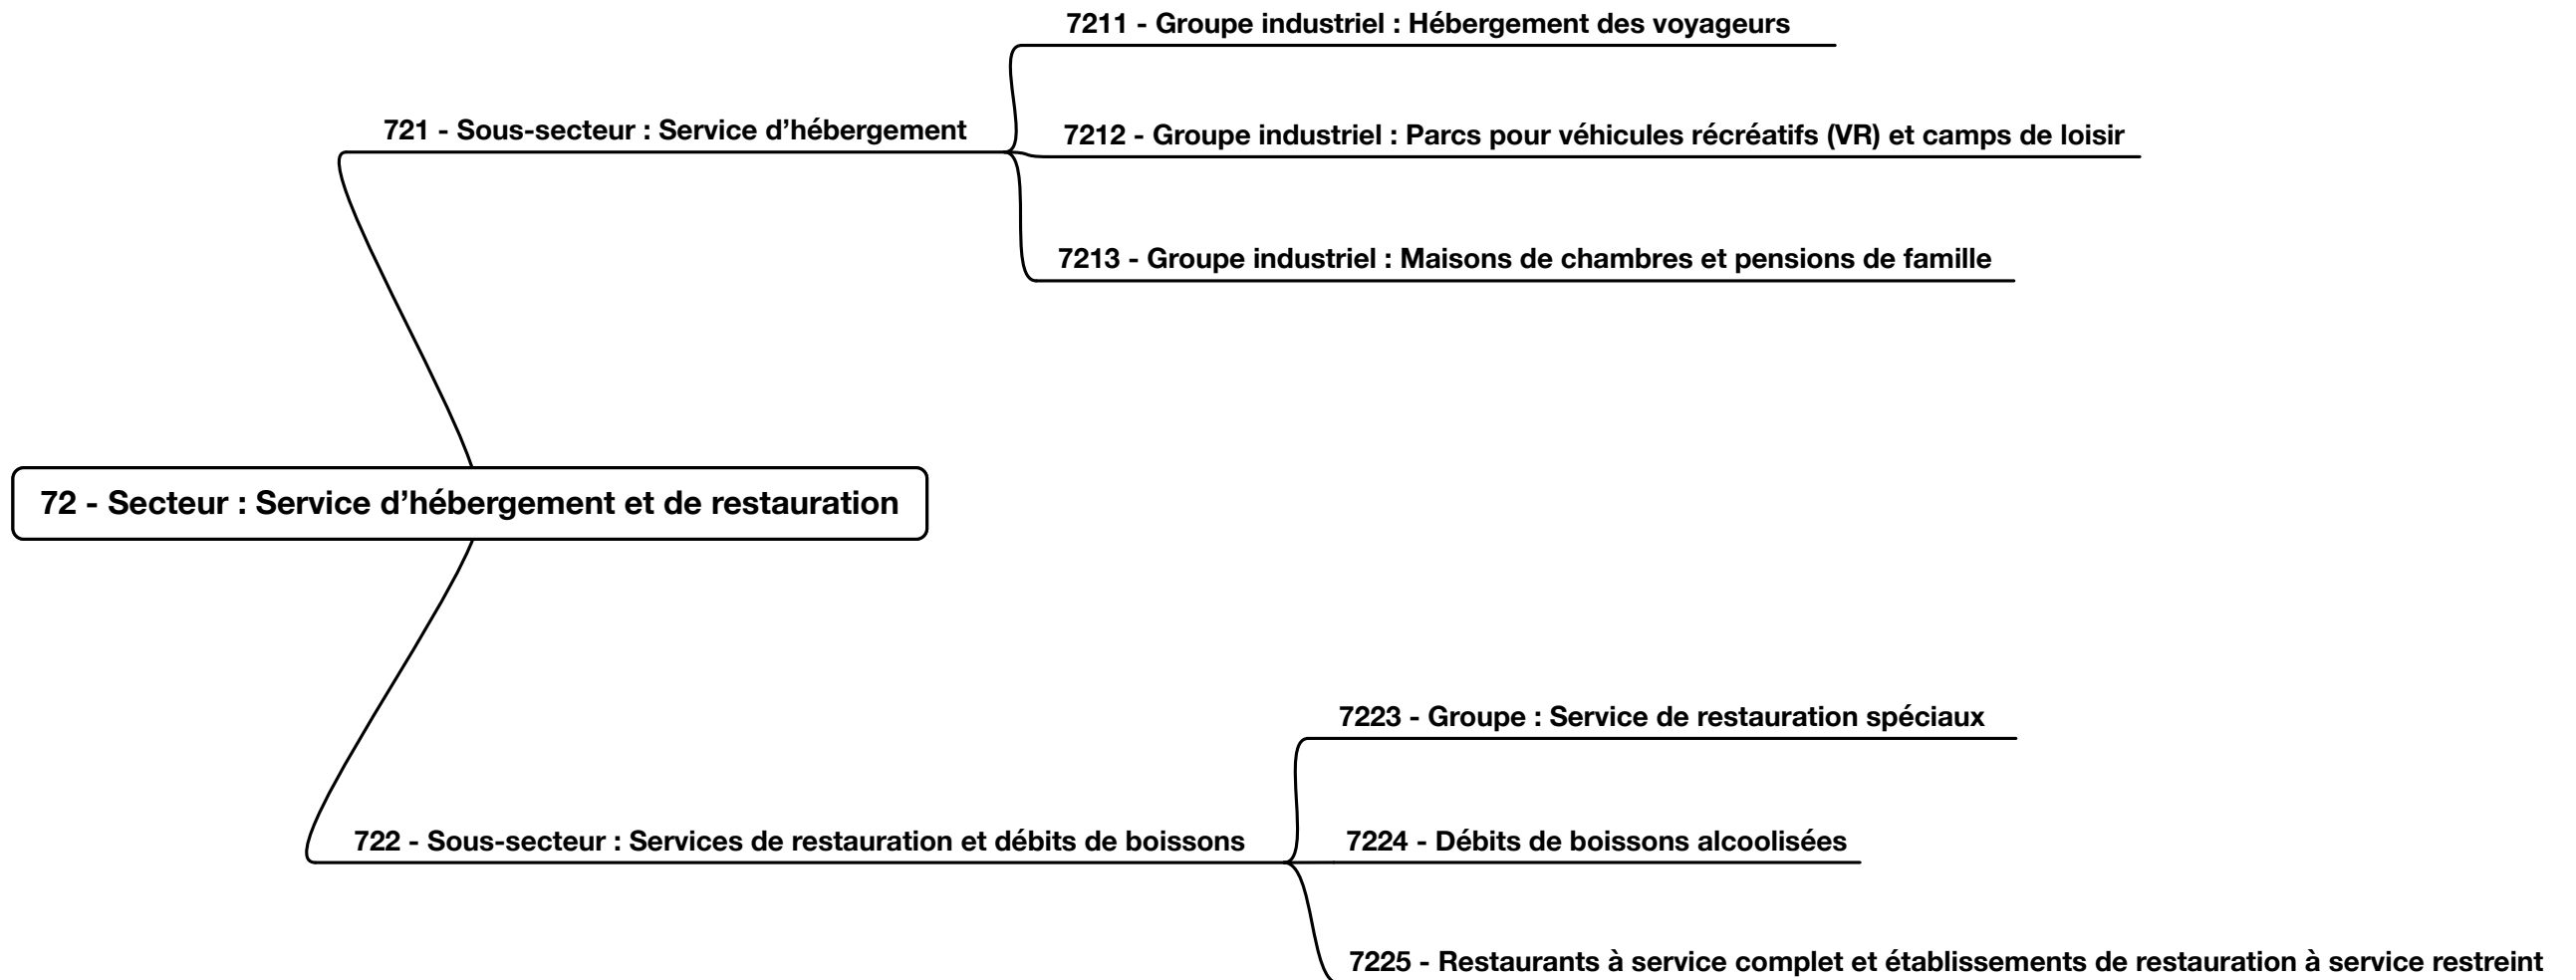 7211 - Groupe industriel : Hébergement des voyageurs
721 - Sous-secteur : Service d’hébergement
7212 - Groupe industriel : Parcs pour véhicules récréatifs (VR) et camps de loisir
7213 - Groupe industriel : Maisons de chambres et pensions de famille
72 - Secteur : Service d’hébergement et de restauration
7223 - Groupe : Service de restauration spéciaux
722 - Sous-secteur : Services de restauration et débits de boissons
7224 - Débits de boissons alcoolisées
7225 - Restaurants à service complet et établissements de restauration à service restreint